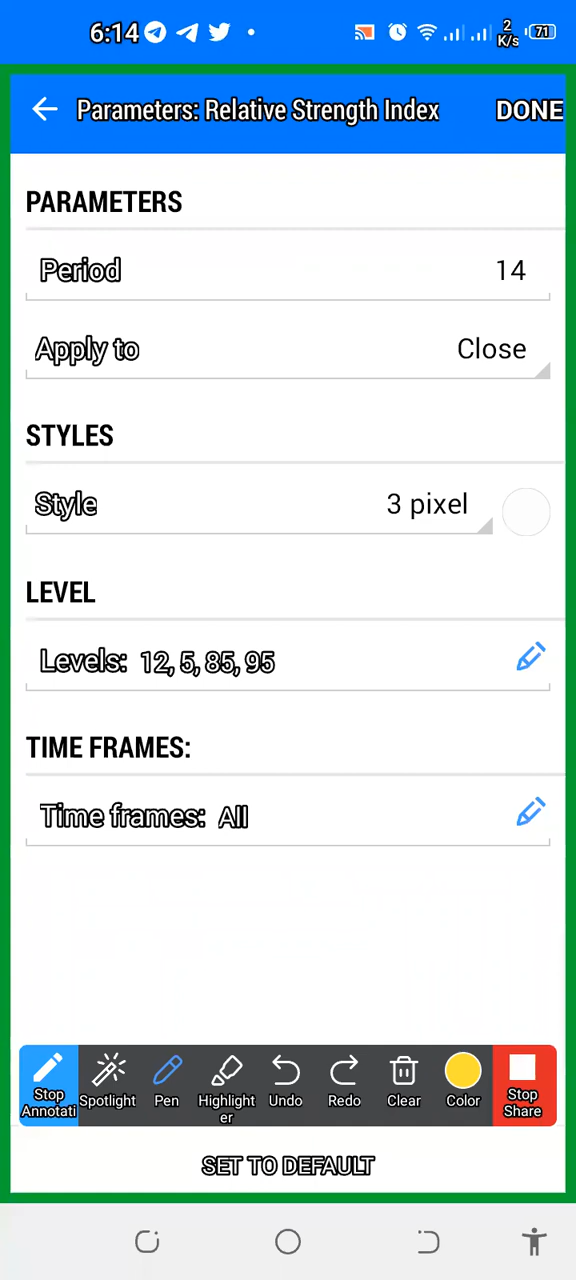 6:14
2
K/s
71
Parameters: Relative Strength Index
DONE
PARAMETERS
Period
14
Apply to
Close
STYLES
Style
3 pixel
LEVEL
Levels: 12, 5, 85, 95
TIME FRAMES:
Time frames: All
Stop
Annotati
Spotlight
Pen
Highlight
er
Undo
Redo
Clear
Color
Stop
Share
SET TO DEFAULT